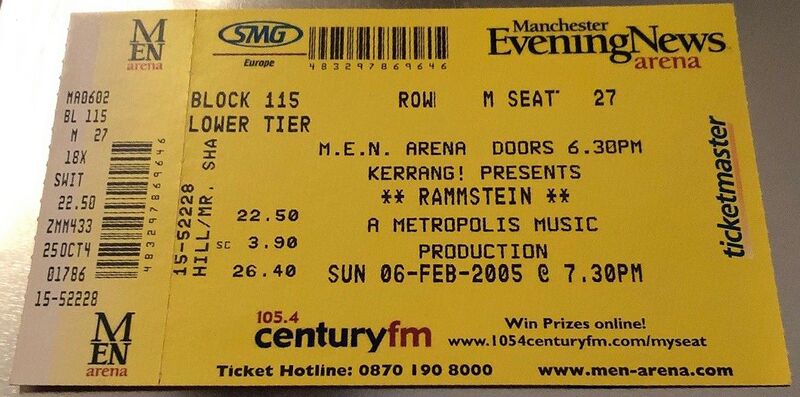 M
EN
arena
MA0602
BL 115
M 27
18X
SWIT
22.50
ZMM433
25OCT4
01786
15-52228
M
EN
arena
483297869646
15-52228
HILL/MR. SHA
SMG
Europe
483297869646
Manchester
EveningNews
arena
BLOCK 115 ROW M SEAT 27
LOWER TIER
M.E.N. ARENA DOORS 6.30PM
KERRANG! PRESENTS
** RAMMSTEIN **
22.50 A METROPOLIS MUSIC
SC 3.90 PRODUCTION
26.40 SUN 06-FEB-2005 @ 7.30PM
ticketmaster
105.4
centuryfm
Win Prizes online!
www.1054centuryfm.com/myseat
Ticket Hotline: 0870 190 8000 www.men-arena.com